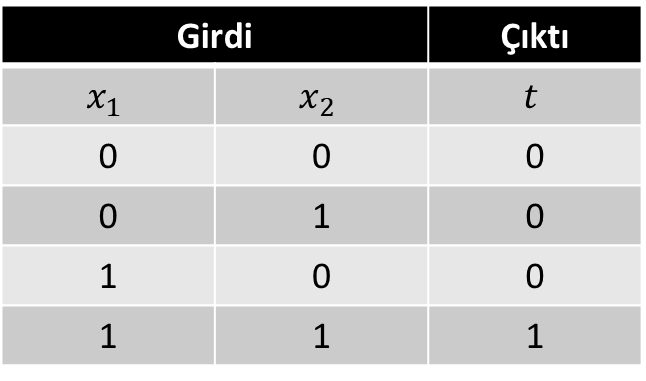 Girdi Çıktı
x₁ x₂ t
0 0 0
0 1 0
1 0 0
1 1 1